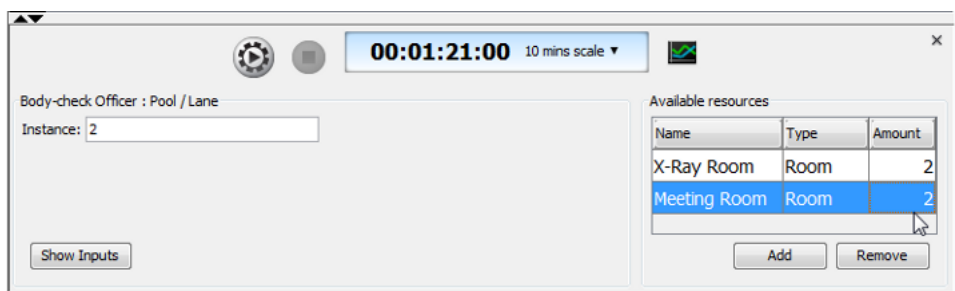 00:01:21:00 10 mins scale ▼
Body-check Officer : Pool / Lane
Instance: 2
Show Inputs
Available resources
Name Type Amount
X-Ray Room Room 2
Meeting Room Room 2
Add Remove